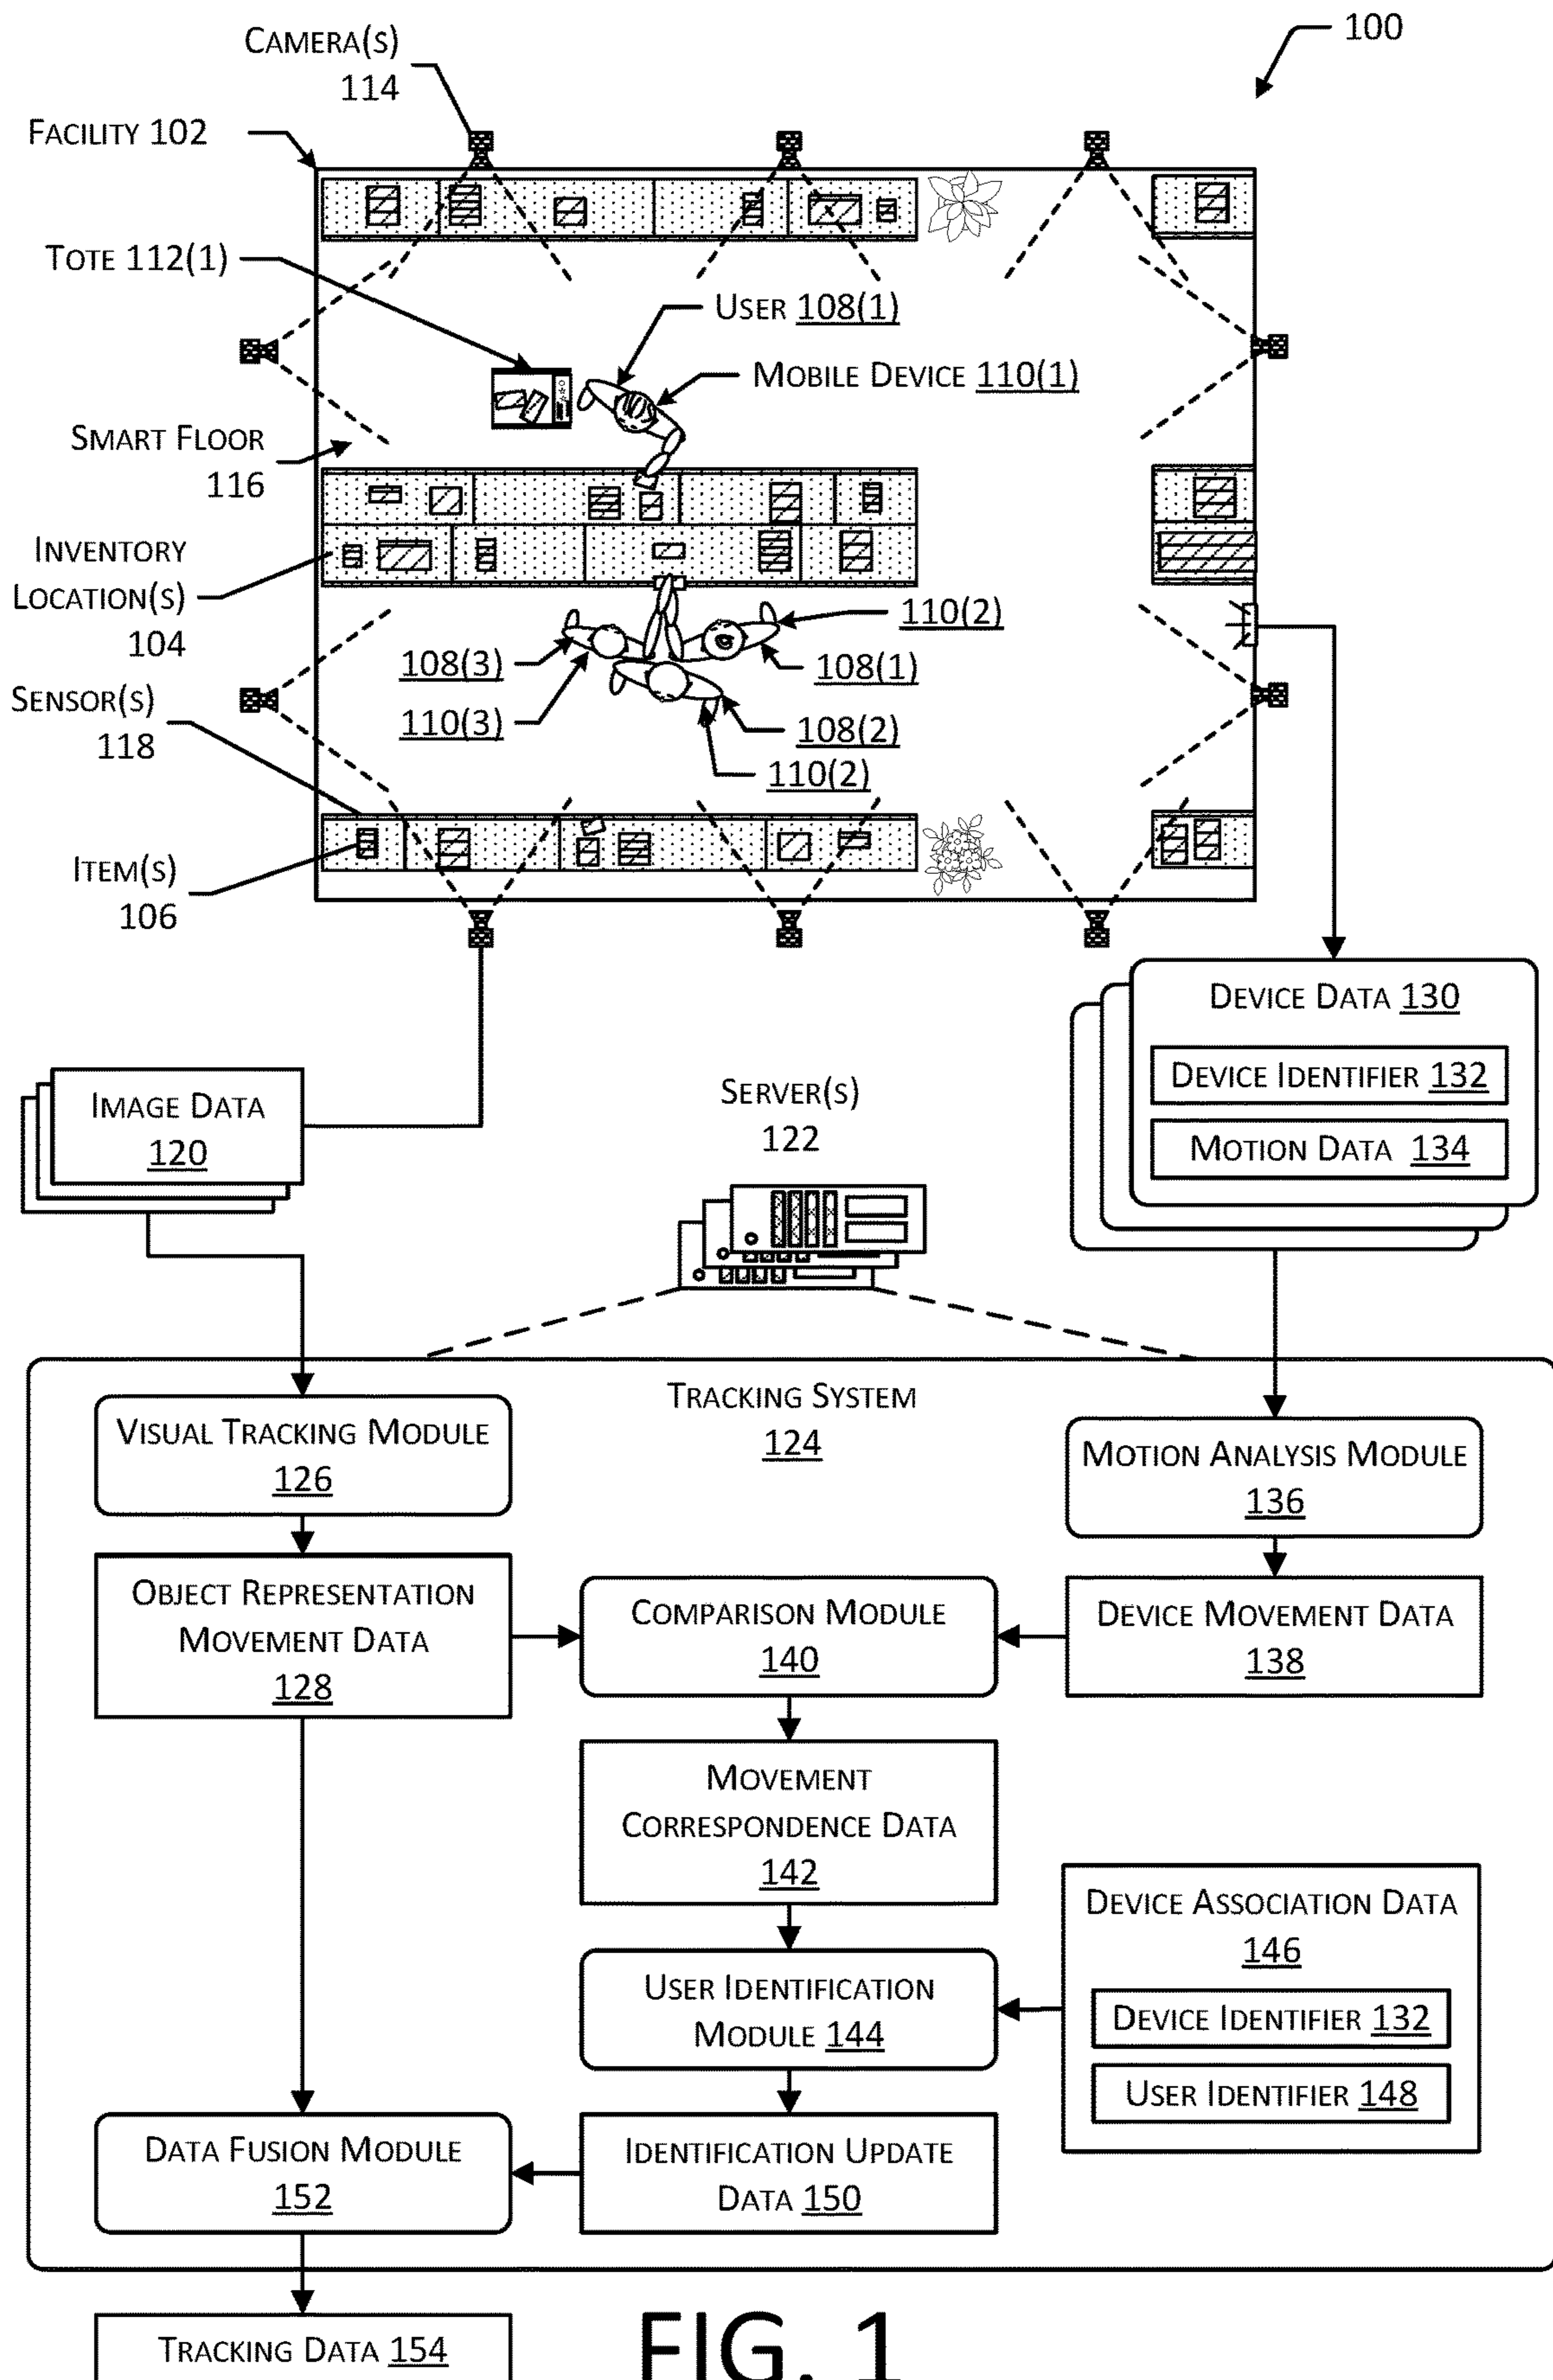 100
CAMERA(S)
114
FACILITY 102
TOTE 112(1)
USER 108(1)
MOBILE DEVICE 110(1)
SMART FLOOR
116
INVENTORY
LOCATION(S)
104
110(2)
108(3)
108(1)
SENSOR(S)
118
110(3)
108(2)
110(2)
ITEM(S)
106
DEVICE DATA 130
DEVICE IDENTIFIER 132
MOTION DATA 134
IMAGE DATA
120
SERVER(S)
122
TRACKING SYSTEM
124
VISUAL TRACKING MODULE
126
MOTION ANALYSIS MODULE
136
OBJECT REPRESENTATION
MOVEMENT DATA
128
COMPARISON MODULE
140
DEVICE MOVEMENT DATA
138
MOVEMENT
CORRESPONDENCE DATA
142
DEVICE ASSOCIATION DATA
146
DEVICE IDENTIFIER 132
USER IDENTIFIER 148
USER IDENTIFICATION
MODULE 144
DATA FUSION MODULE
152
IDENTIFICATION UPDATE
DATA 150
TRACKING DATA 154
FIG. 1